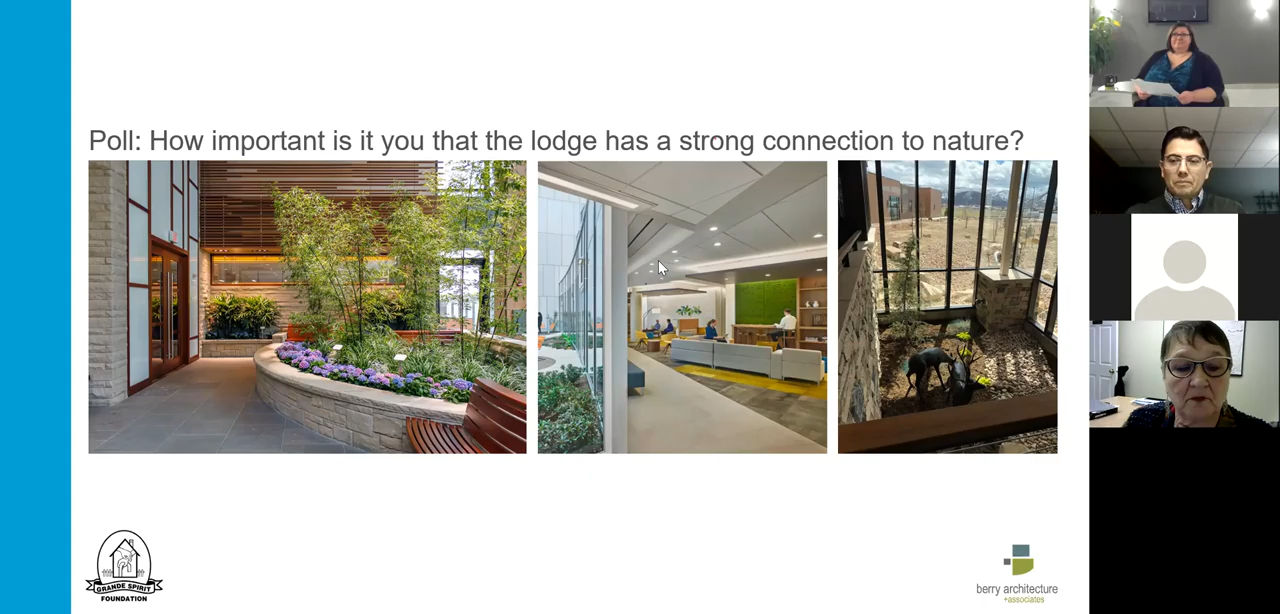 Poll: How important is it you that the lodge has a strong connection to nature?
GRANDE SPIRIT
FOUNDATION
berry architecture
+associates